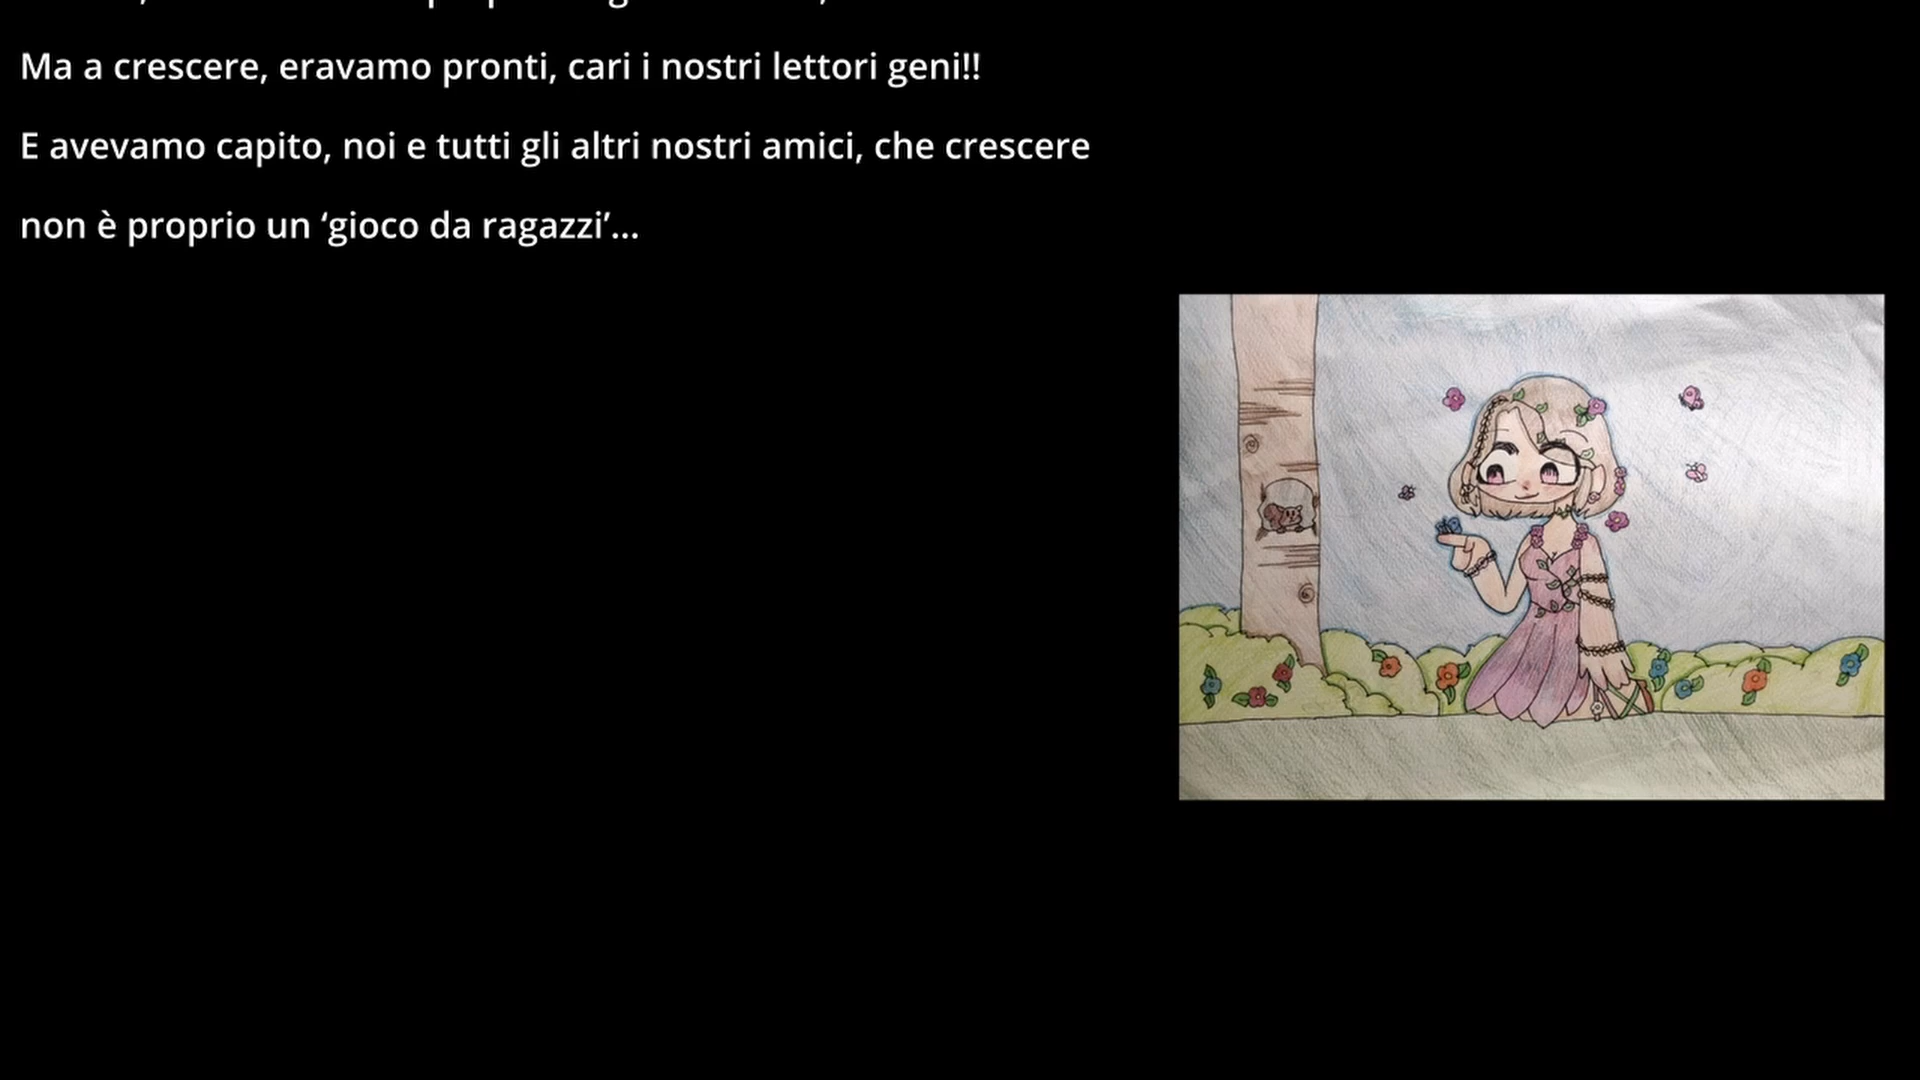 Ma a crescere, eravamo pronti, cari i nostri lettori geni!!
E avevamo capito, noi e tutti gli altri nostri amici, che crescere
non è proprio un ‘gioco da ragazzi’...